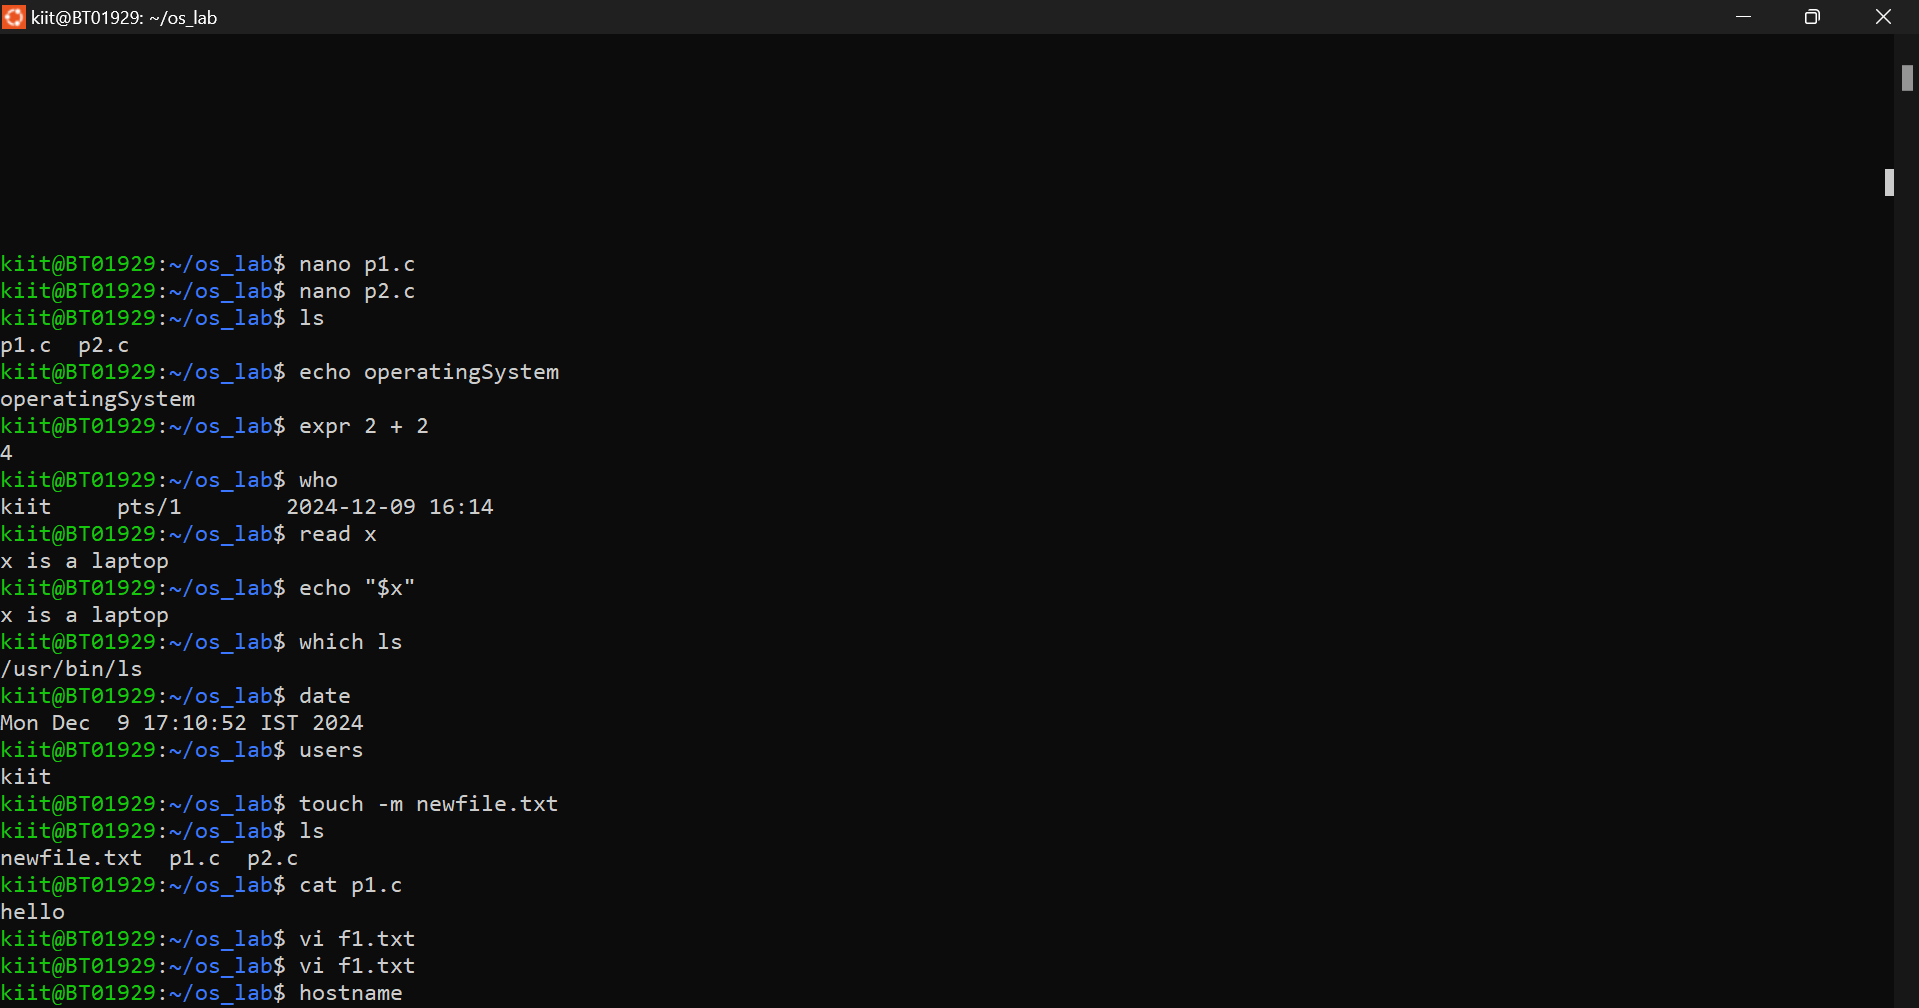 kiit@BT01929: ~/os_lab
kiit@BT01929:~/os_lab$ nano p1.c
kiit@BT01929:~/os_lab$ nano p2.c
kiit@BT01929:~/os_lab$ ls
p1.c  p2.c
kiit@BT01929:~/os_lab$ echo operatingSystem
operatingSystem
kiit@BT01929:~/os_lab$ expr 2 + 2
4
kiit@BT01929:~/os_lab$ who
kiit     pts/1        2024-12-09 16:14
kiit@BT01929:~/os_lab$ read x
x is a laptop
kiit@BT01929:~/os_lab$ echo "$x"
x is a laptop
kiit@BT01929:~/os_lab$ which ls
/usr/bin/ls
kiit@BT01929:~/os_lab$ date
Mon Dec  9 17:10:52 IST 2024
kiit@BT01929:~/os_lab$ users
kiit
kiit@BT01929:~/os_lab$ touch -m newfile.txt
kiit@BT01929:~/os_lab$ ls
newfile.txt  p1.c  p2.c
kiit@BT01929:~/os_lab$ cat p1.c
hello
kiit@BT01929:~/os_lab$ vi f1.txt
kiit@BT01929:~/os_lab$ vi f1.txt
kiit@BT01929:~/os_lab$ hostname